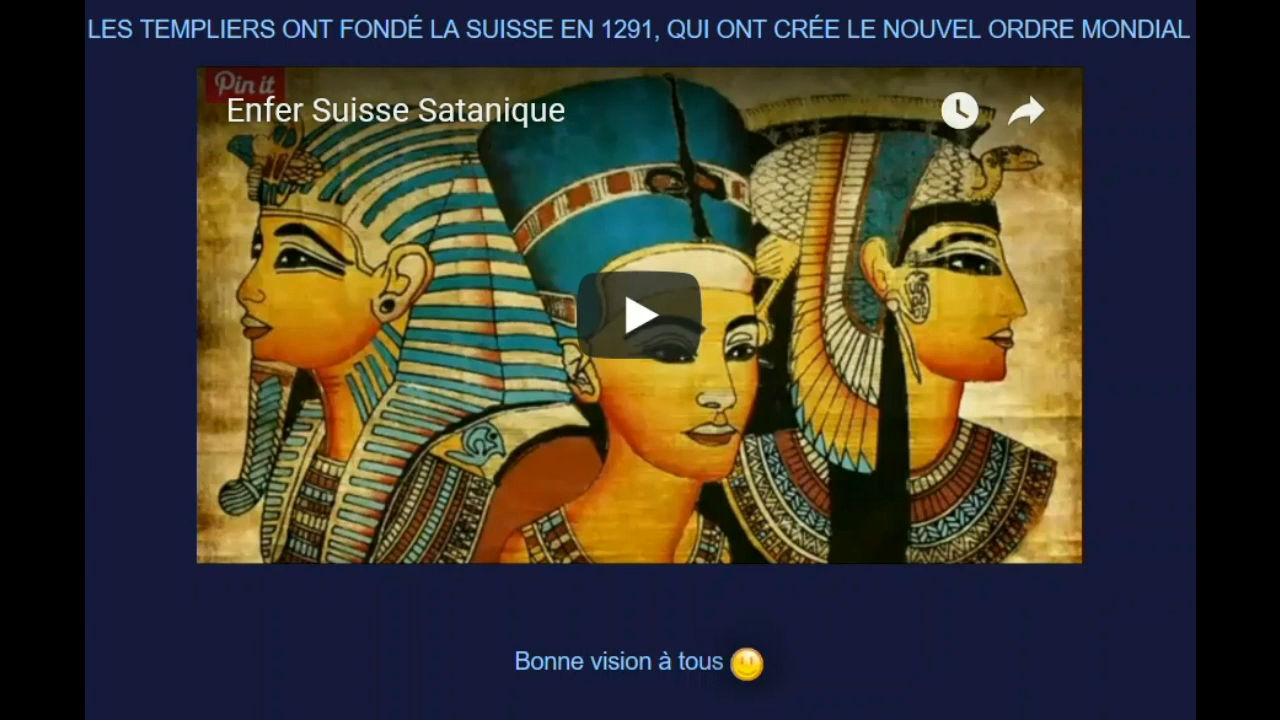 LES TEMPLIERS ONT FONDÉ LA SUISSE EN 1291, QUI ONT CRÉE LE NOUVEL ORDRE MONDIAL
Pin it
Enfer Suisse Satanique
Bonne vision à tous